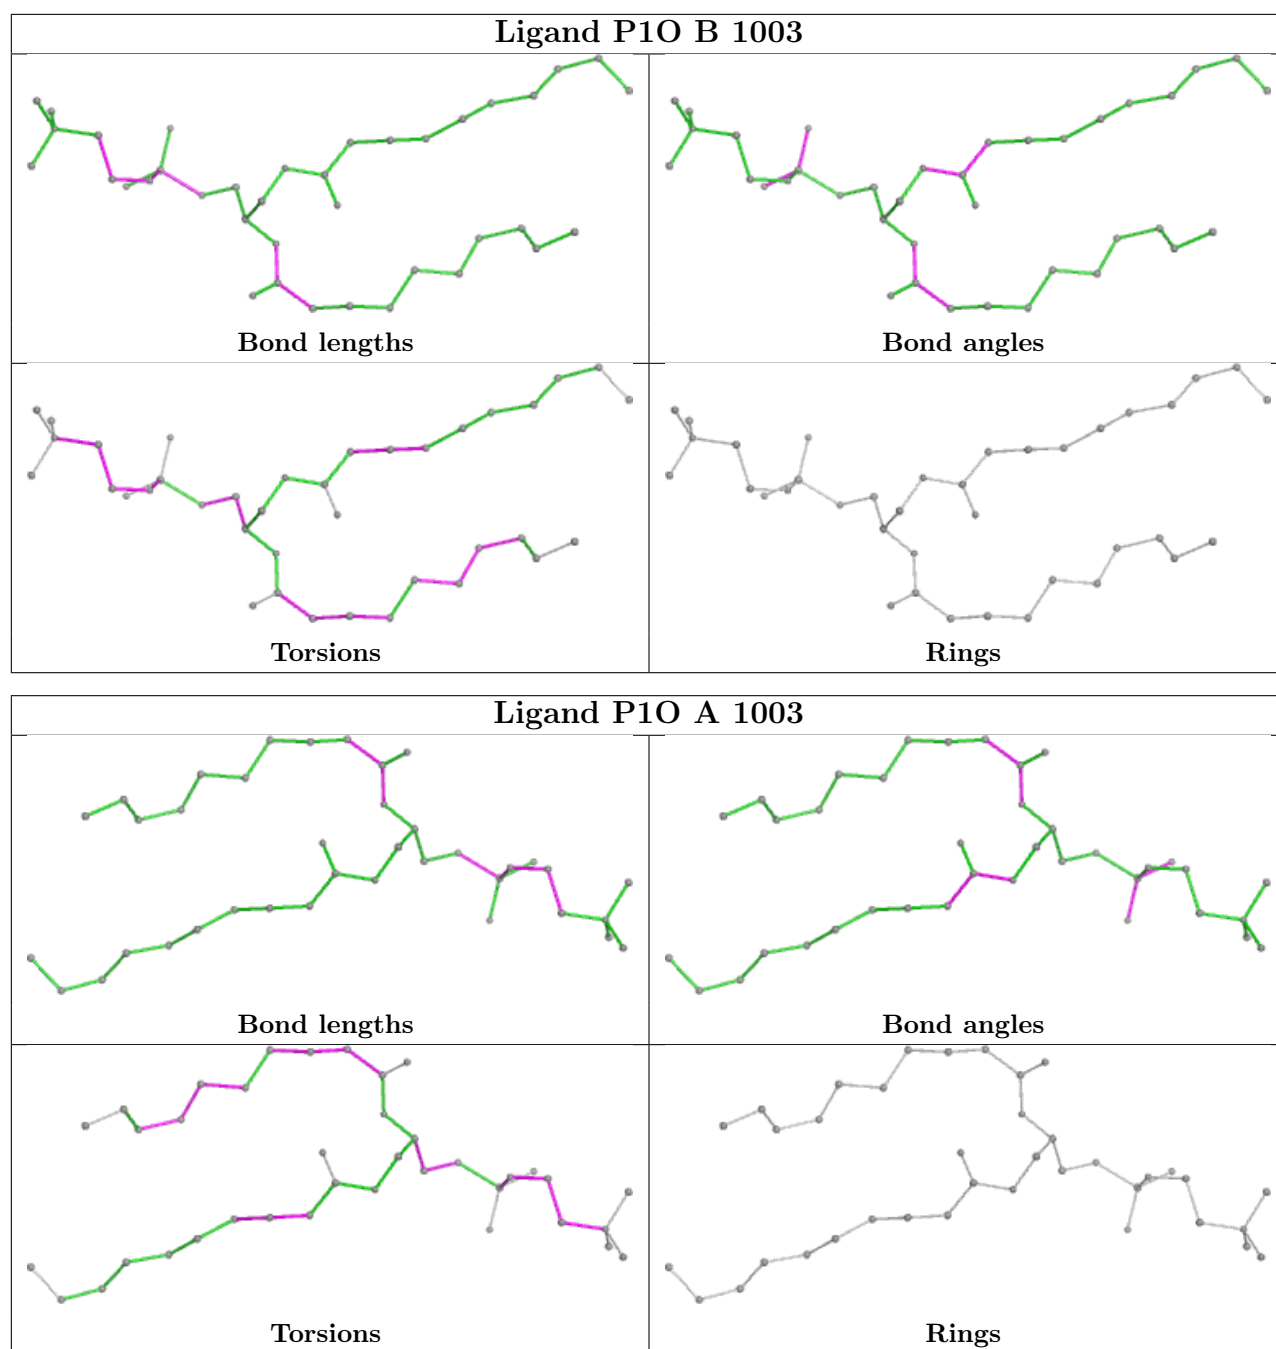 Ligand P1O B 1003
Bond lengths
Bond angles
Torsions
Rings
Ligand P1O A 1003
Bond lengths
Bond angles
Torsions
Rings